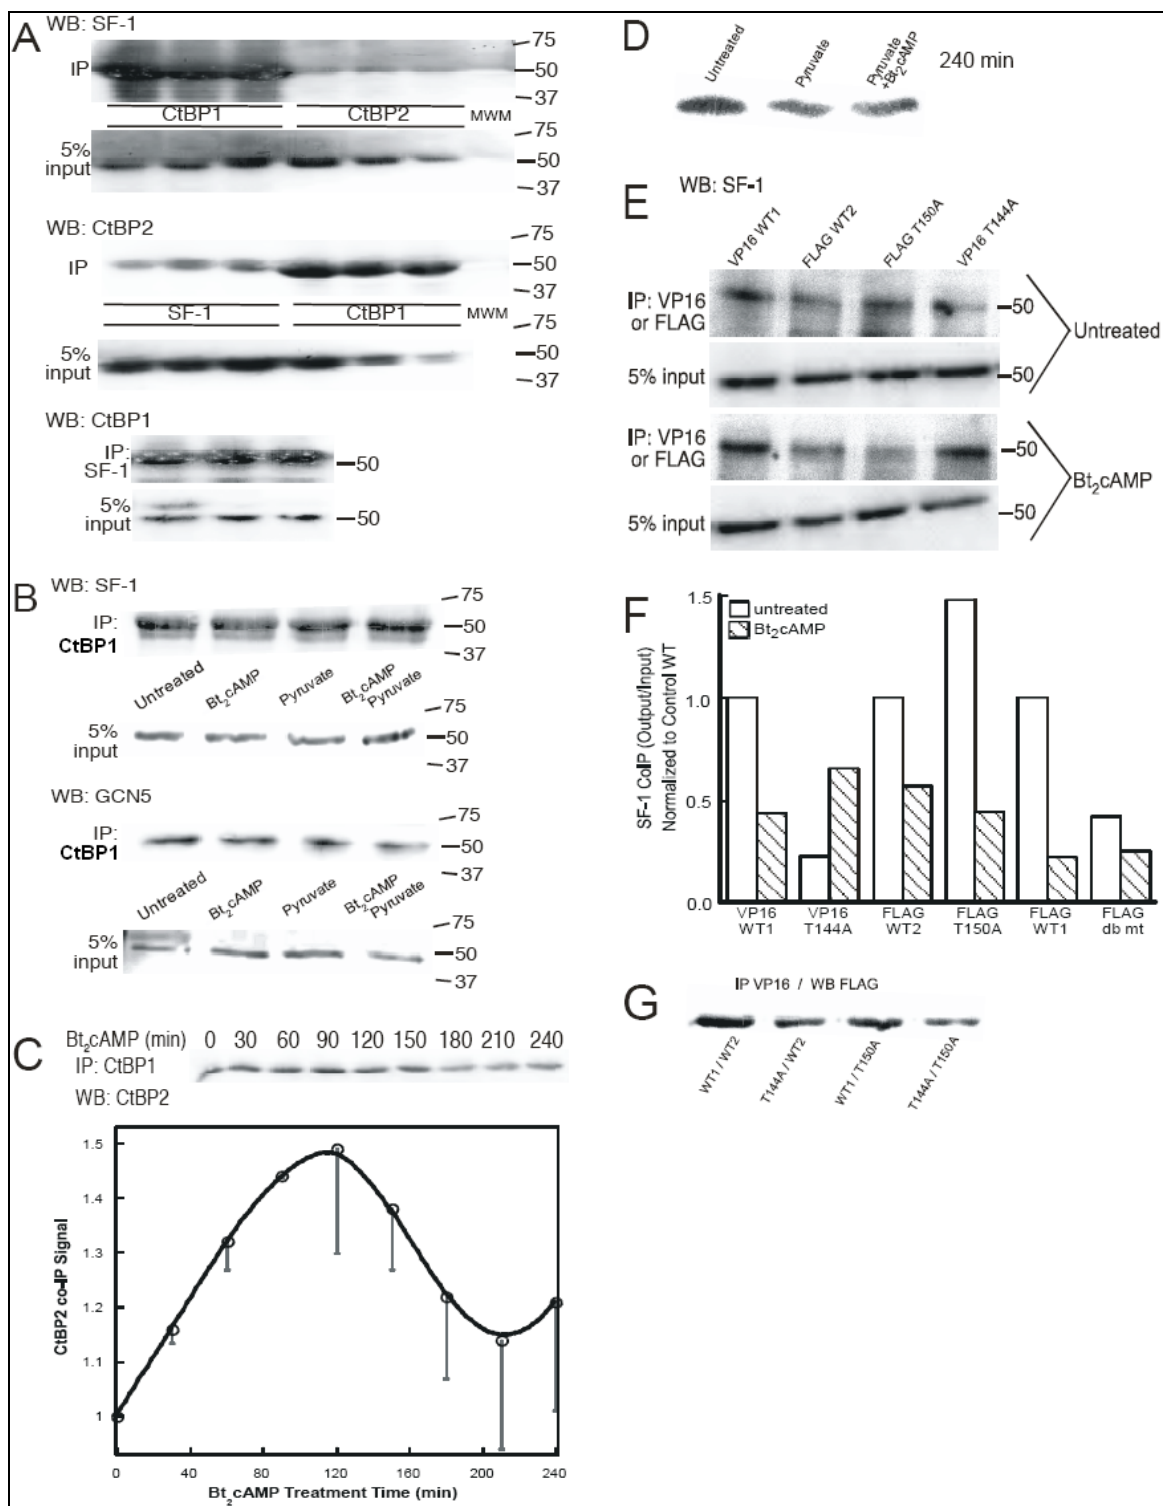 A
WB: SF-1
IP
75
50
37
CtBP1 CtBP2 MWM
5% input
75
50
37
WB: CtBP2
IP
75
50
37
SF-1 CtBP1 MWM
5% input
75
50
37
WB: CtBP1
IP: SF-1
50
5% input
50
B
WB: SF-1
IP: CtBP1
75
50
37
Untreated Bt2cAMP Pyruvate Bt2cAMP Pyruvate
5% input
75
50
37
WB: GCN5
IP: CtBP1
75
50
37
Untreated Bt2cAMP Pyruvate Bt2cAMP Pyruvate
5% input
75
50
37
C
Bt2cAMP (min) 0 30 60 90 120 150 180 210 240
IP: CtBP1
WB: CtBP2
CtBP2 co-IP Signal
1.5
1.4
1.3
1.2
1.1
1
0 40 80 120 160 200 240
Bt2cAMP Treatment Time (min)
D
Untreated Pyruvate Pyruvate +Bt2cAMP
240 min
E
WB: SF-1
VP16 WT1 FLAG WT2 FLAG T150A VP16 T144A
IP: VP16 or FLAG
50
Untreated
5% input
50
IP: VP16 or FLAG
50
Bt2cAMP
5% input
50
F
SF-1 CoIP (Output/Input)
Normalized to Control WT
1.5
1.0
0.5
0.0
untreated
Bt2cAMP
VP16 WT1
VP16 T144A
FLAG WT2
FLAG T150A
FLAG WT1
FLAG db mt
G
IP VP16 / WB FLAG
WT1 / WT2
T144A / WT2
WT1 / T150A
T144A / T150A